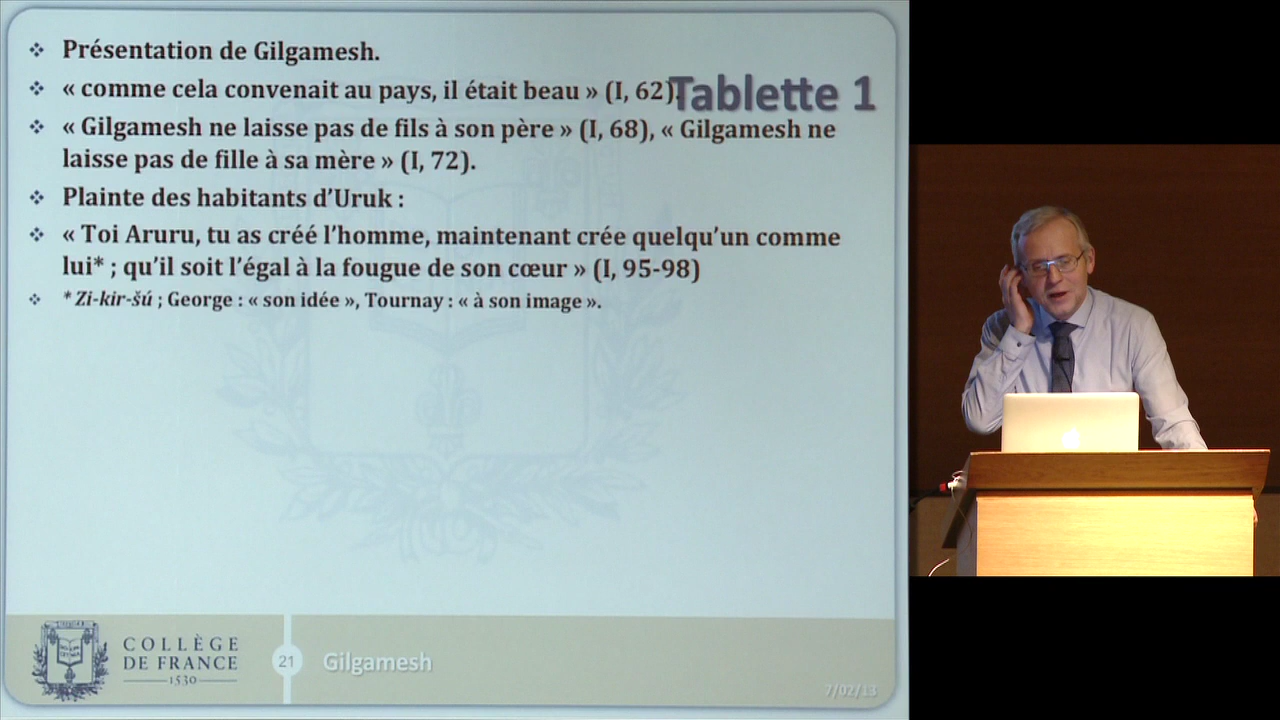 Tablette 1
❖ Présentation de Gilgamesh.
❖ « comme cela convenait au pays, il était beau » (I, 62).
❖ « Gilgamesh ne laisse pas de fils à son père » (I, 68), « Gilgamesh ne
laisse pas de fille à sa mère » (I, 72).
❖ Plainte des habitants d’Uruk :
❖ « Toi Aruru, tu as créé l’homme, maintenant crée quelqu’un comme
lui* ; qu’il soit l’égal à la fougue de son cœur » (I, 95-98)
❖ * Zi-kir-šú ; George : « son idée », Tournay : « à son image ».
COLLÈGE
DE FRANCE
1530
21
Gilgamesh
7/02/13